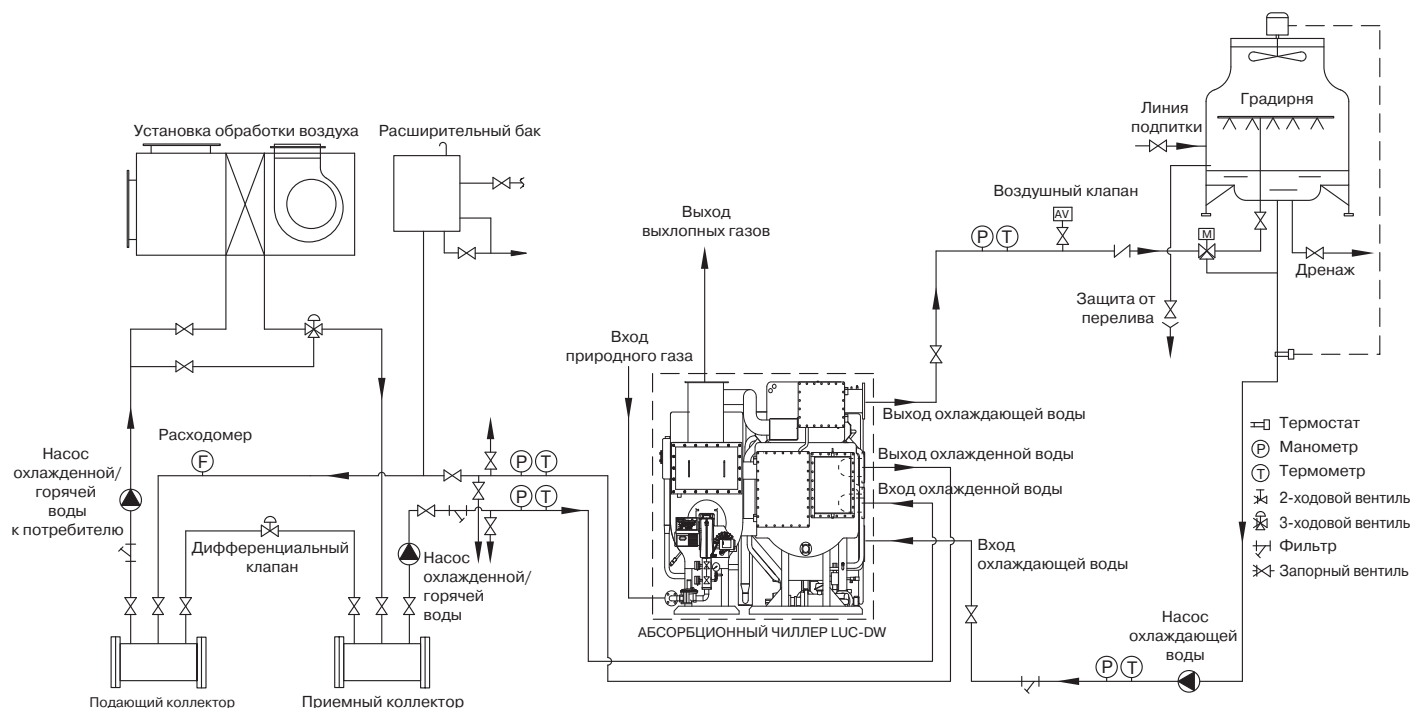 Градирня
Линия
подпитки
Установка обработки воздуха
Расширительный бак
Воздушный клапан
AV
Выход
выхлопных газов
P
T
M
Дренаж
Защита от
перелива
Вход
природного газа
Выход охлаждающей воды
Термостат
P Манометр
T Термометр
2-ходовой вентиль
3-ходовой вентиль
Фильтр
Запорный вентиль
Расходомер
F
Насос
охлажденной/
горячей
воды
к потребителю
P
T
P
T
Выход охлажденной воды
Вход охлажденной воды
Дифференциальный
клапан
Насос
охлажденной/
горячей
воды
Вход
охлаждающей воды
АБСОРБЦИОННЫЙ ЧИЛЛЕР LUC-DW
Насос
охлаждающей
воды
P
T
Подающий коллектор
Приемный коллектор